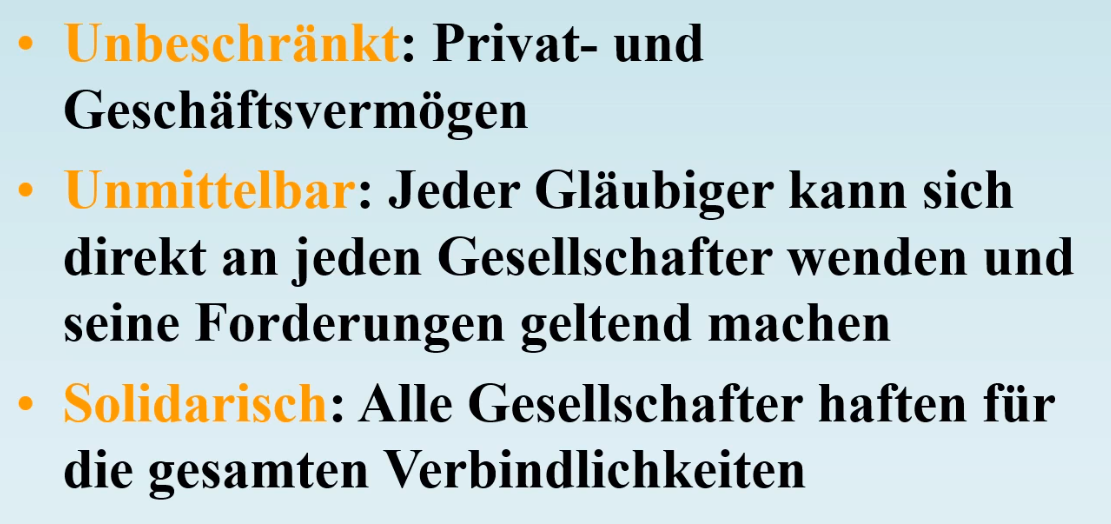 • Unbeschränkt: Privat- und
Geschäftsvermögen
• Unmittelbar: Jeder Gläubiger kann sich
direkt an jeden Gesellschafter wenden und
seine Forderungen geltend machen
• Solidarisch: Alle Gesellschafter haften für
die gesamten Verbindlichkeiten